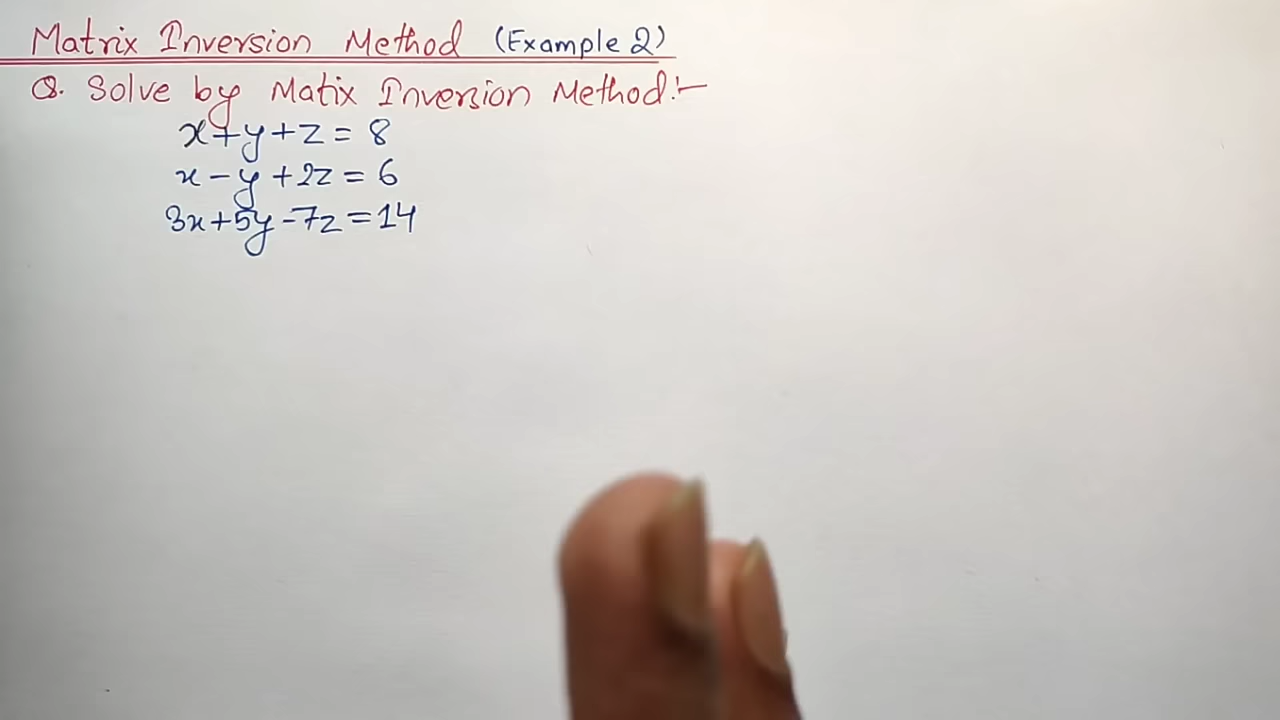 Matrix Inversion Method (Example 2)
Q. Solve by Matix Inversion Method:-
x+y+z = 8
x-y+2z = 6
3x+5y-7z = 14